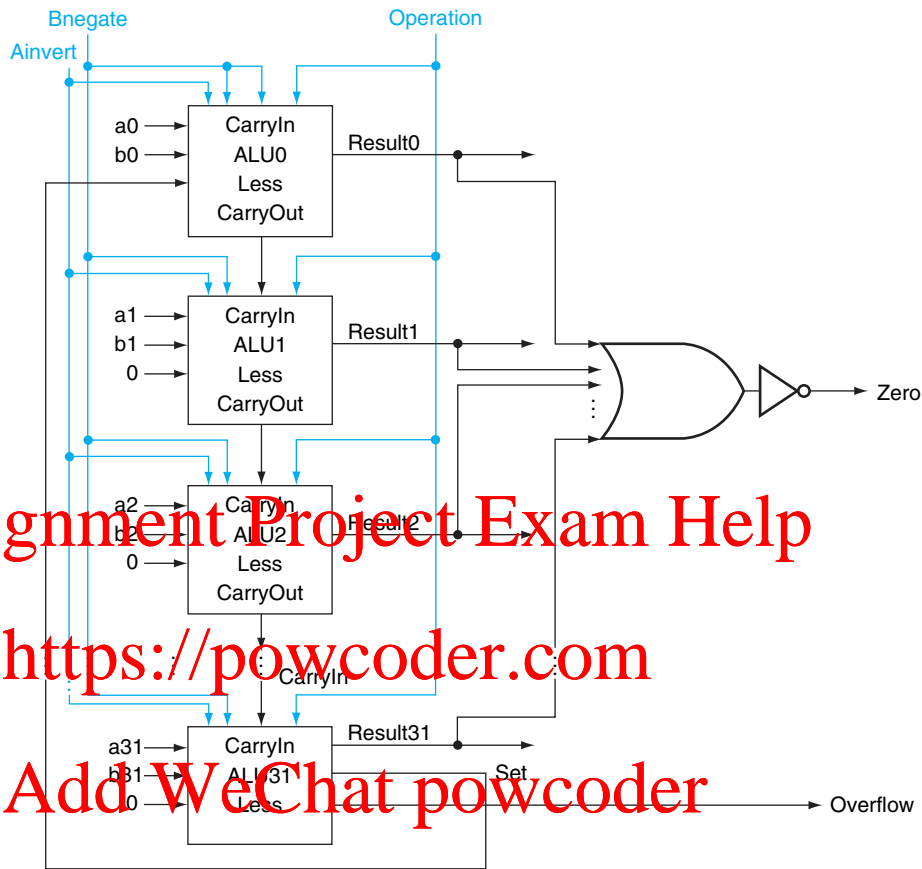 Bnegate
Operation
Ainvert
a0
CarryIn
b0
ALU0
Less
CarryOut
Result0
a1
CarryIn
b1
ALU1
0
Less
CarryOut
Result1
Zero
a2
CarryIn
b2
ALU2
0
Less
CarryOut
Result2
gnment Project Exam Help
https://powcoder.com
CarryIn
a31
CarryIn
b31
ALU31
0
Less
Result31
Set
Overflow
Add WeChat powcoder